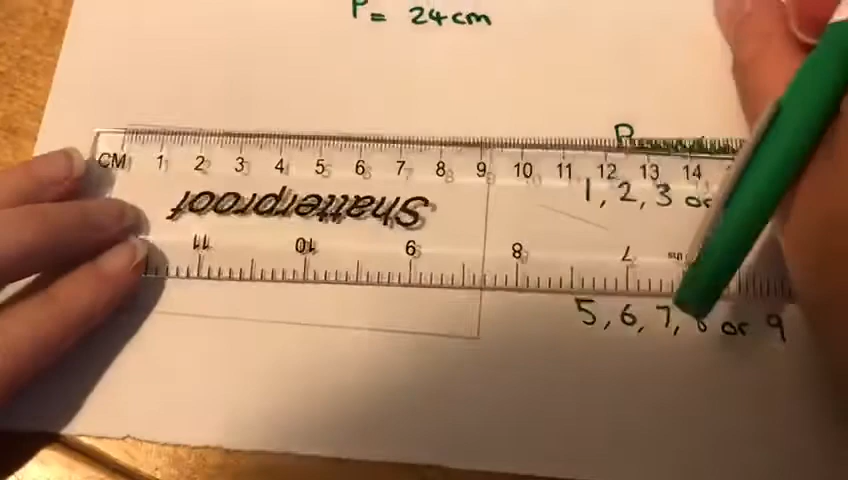 P = 24cm
CM 1 2 3 4 5 6 7 8 9 10 11 12 13 14
1, 2, 3 or
Shatterproof
11 10 9 8 7
5, 6, 7, 8 or 9